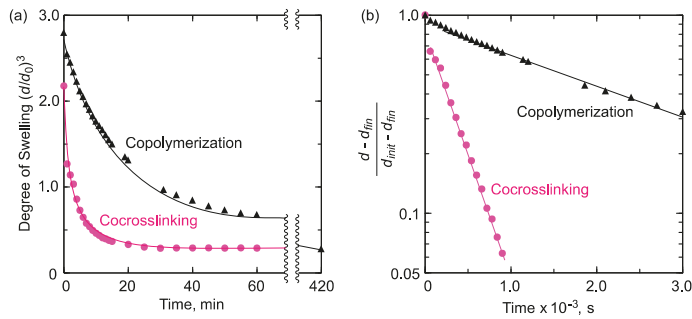 (a)
Degree of Swelling (d/d0)^3
3.0
2.0
1.0
0
Copolymerization
Cocrosslinking
0
20
40
60
420
Time, min
(b)
d - dfin
dinit - dfin
1.0
0.1
0.05
Copolymerization
Cocrosslinking
0
1.0
2.0
3.0
Time x 10^-3, s